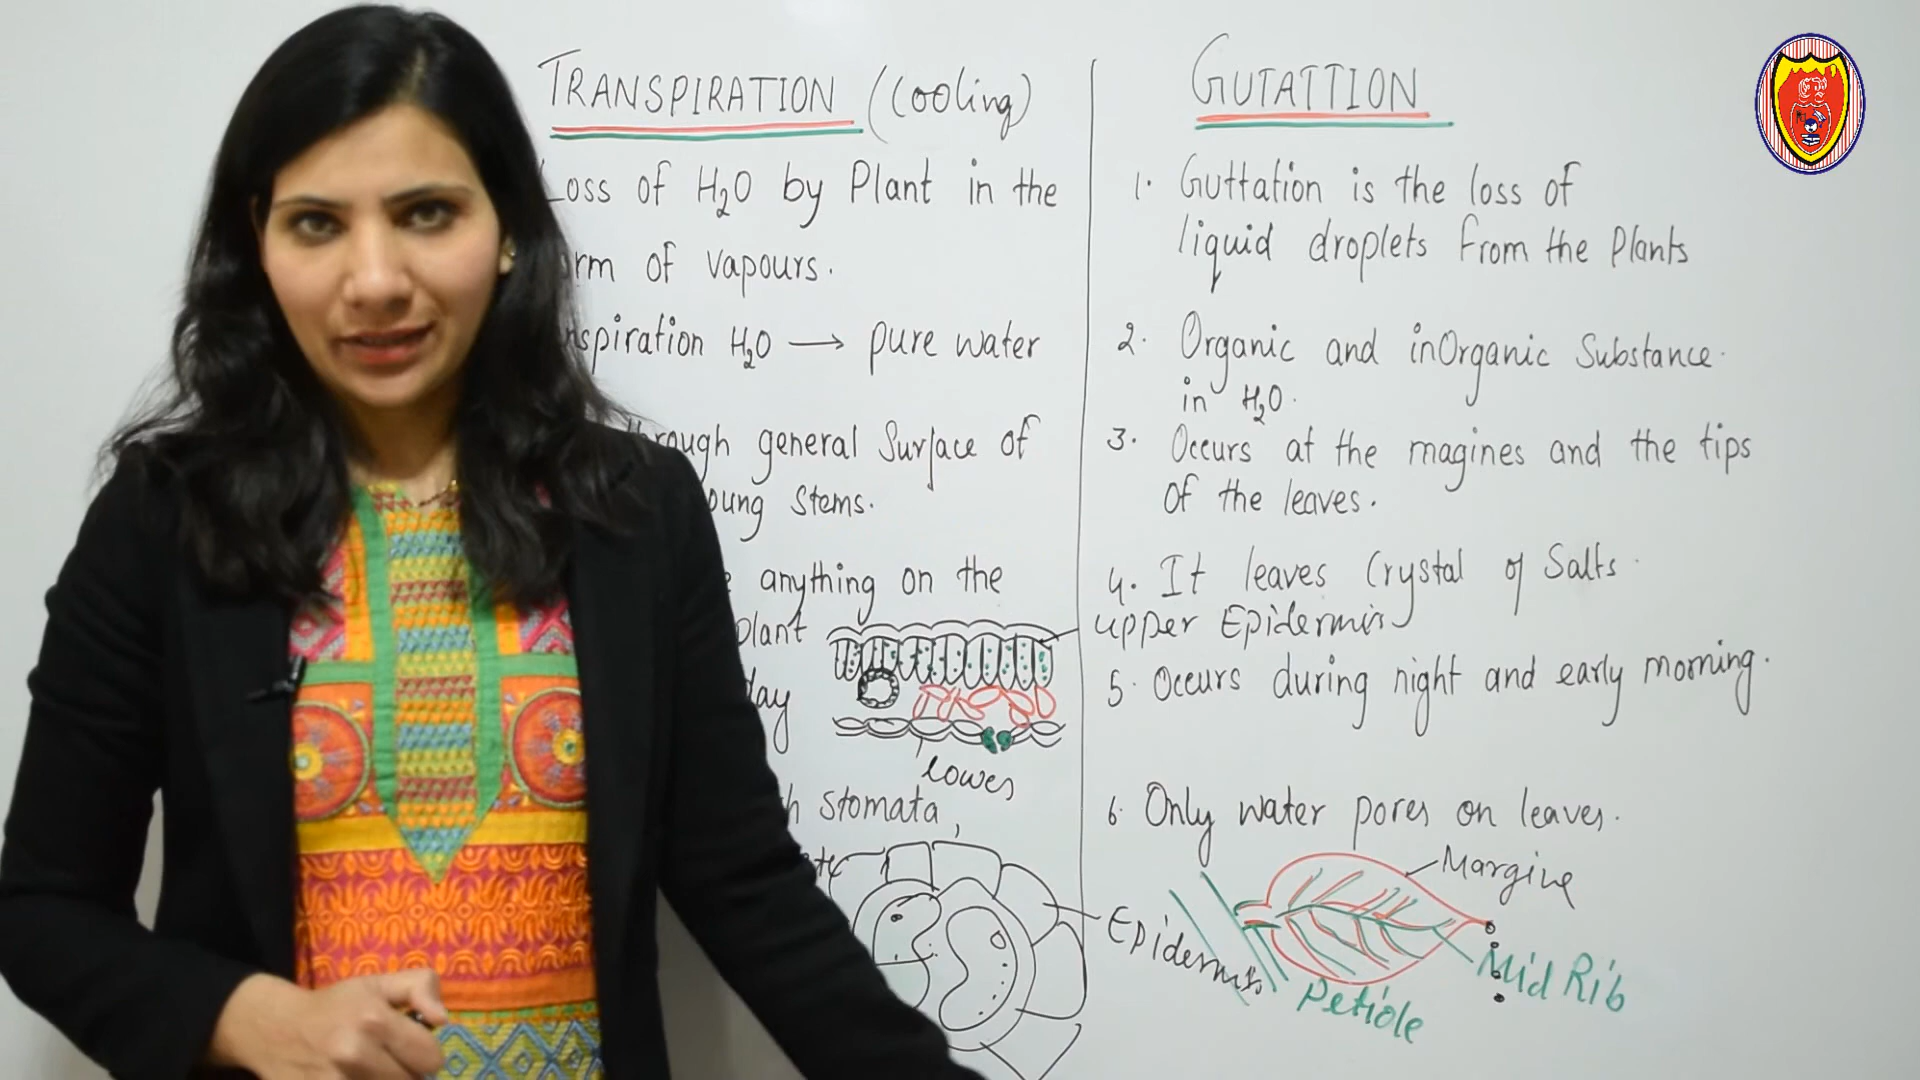 TRANSPIRATION (cooling)
Loss of H2O by Plant in the
orm of vapours.
nspiration H2O → pure water
through general Surface of
oung Stems.
anything on the
plant
day
lower
h stomata,
Epidermis
GUTATTION
1. Guttation is the loss of
liquid droplets from the Plants
2. Organic and inOrganic Substance.
in H2O.
3. Occurs at the magines and the tips
of the leaves.
4. It leaves Crystal of Salts.
upper Epidermis
5. Occurs during night and early morning.
6. Only water pores on leaves.
Margine
Mid Rib
Petiole